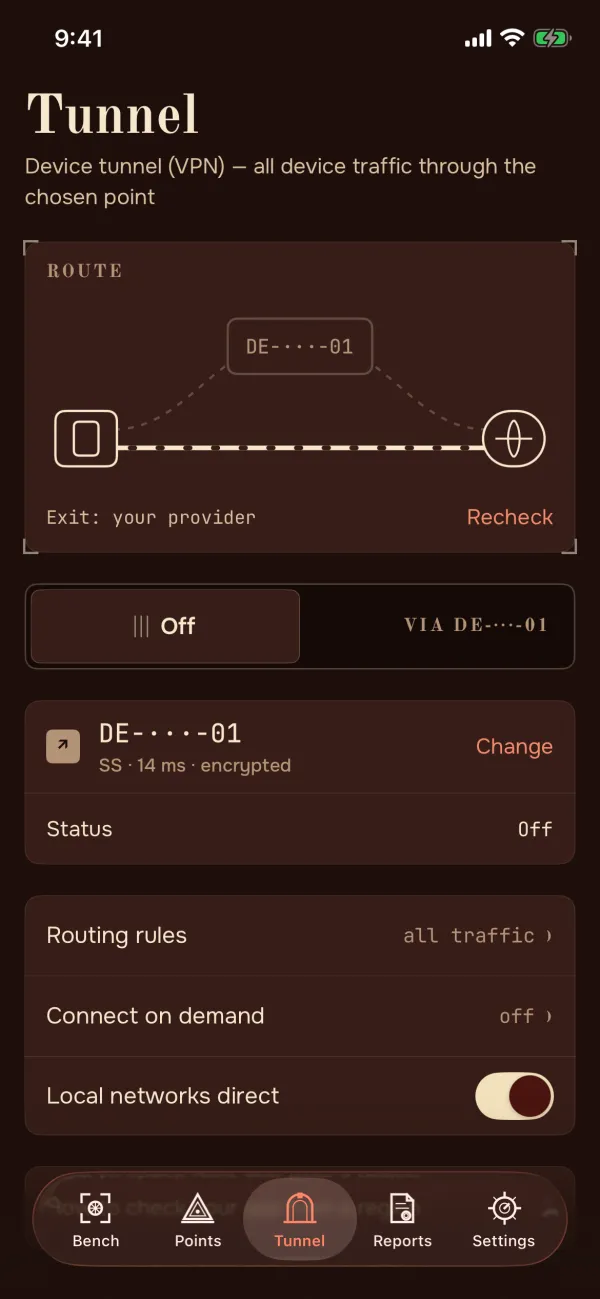 9:41
Tunnel
Device tunnel (VPN) — all device traffic through the
chosen point
ROUTE
DE-····-01
Exit: your provider
Recheck
Off
VIA DE-····-01
DE-····-01
Change
SS · 14 ms · encrypted
Status
Off
Routing rules
all traffic ›
Connect on demand
off ›
Local networks direct
Bench
Points
Tunnel
Reports
Settings